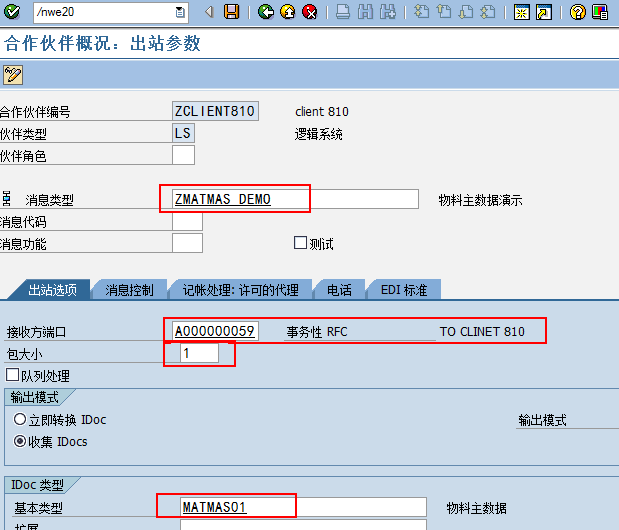 /nwe20
合作伙伴概况: 出站参数
合作伙伴编号 ZCLIENT810 client 810
伙伴类型 LS 逻辑系统
伙伴角色
消息类型 ZMATMAS_DEMO 物料主数据演示
消息代码
消息功能 测试
出站选项 消息控制 记帐处理: 许可的代理 电话 EDI 标准
接收方端口 A000000059 事务性 RFC TO CLINET 810
包大小 1
队列处理
输出模式
立即转换 IDoc 输出模式
收集 IDocs
IDoc 类型
基本类型 MATMAS01 物料主数据
扩展